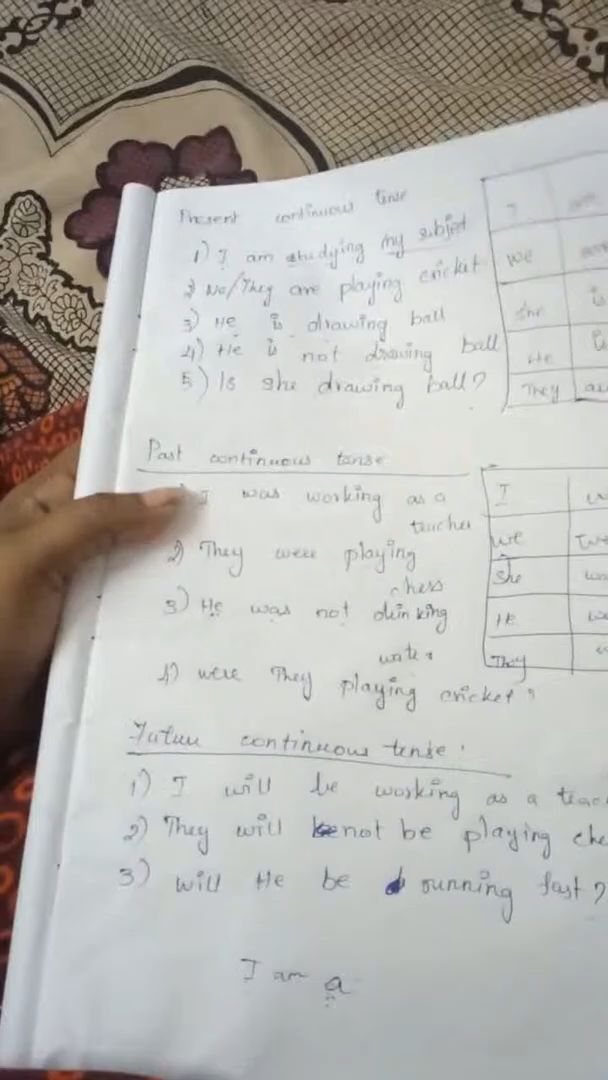 Present continuous tense
1) I am studying my subject
2) We/They are playing cricket
3) He is drawing ball
4) He is not drawing ball
5) Is she drawing ball?
I am
We
She is
He is
They
Past continuous tense
1) I was working as a
teacher
2) They were playing
chess
3) He was not drinking
water
4) were They playing cricket?
I
We
She
He
They
Future continuous tense.
1) I will be working as a
2) They will not be playing
3) will He be running fast?
I am a